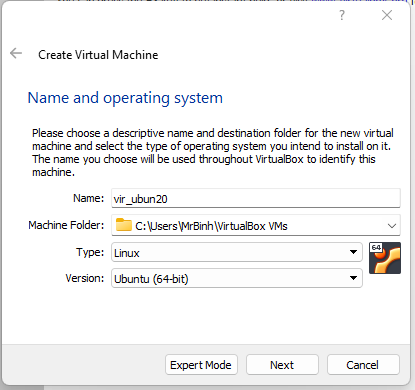 ?
Create Virtual Machine
Name and operating system
Please choose a descriptive name and destination folder for the new virtual
machine and select the type of operating system you intend to install on it.
The name you choose will be used throughout VirtualBox to identify this
machine.
Name: vir_ubun20
Machine Folder: C:\Users\MrBinh\VirtualBox VMs
Type: Linux
64
Version: Ubuntu (64-bit)
Expert Mode Next Cancel